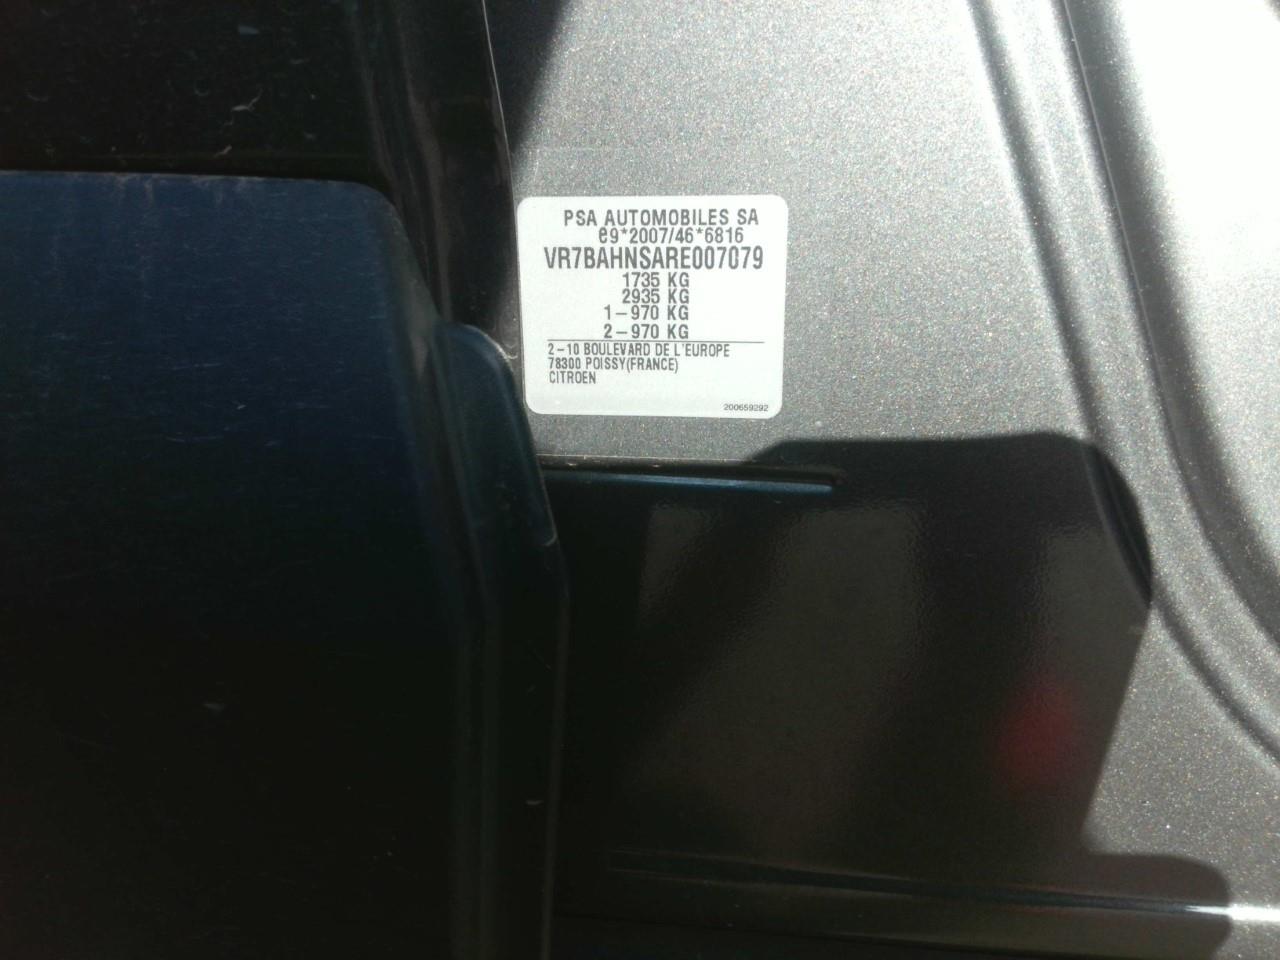 PSA AUTOMOBILES SA
e9*2007/46*6816
VR7BAHNSARE007079
1735 KG
2935 KG
1-970 KG
2-970 KG
2-10 BOULEVARD DE L'EUROPE
78300 POISSY(FRANCE)
CITROEN
200659292